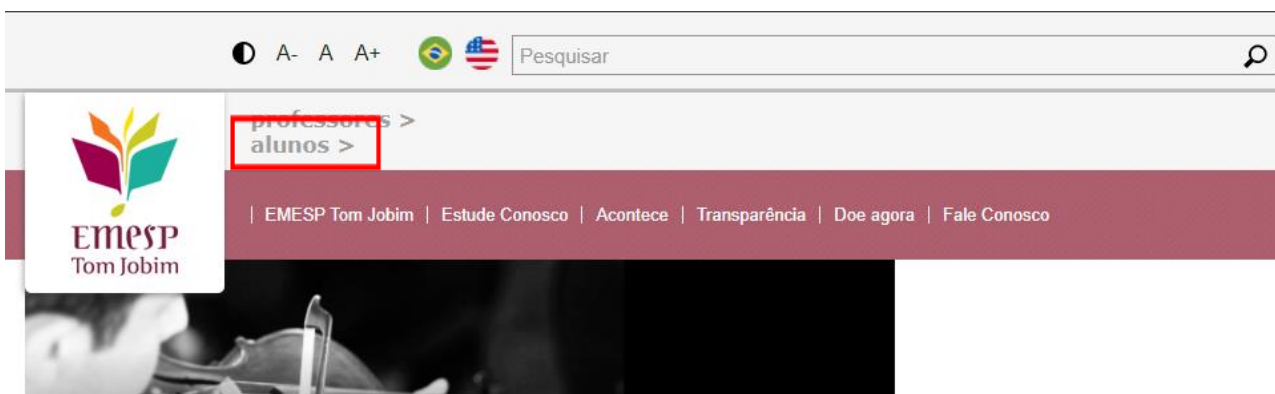 A- A A+ Pesquisar
professores >
alunos >
EMESP
Tom Jobim
| EMESP Tom Jobim | Estude Conosco | Acontece | Transparência | Doe agora | Fale Conosco